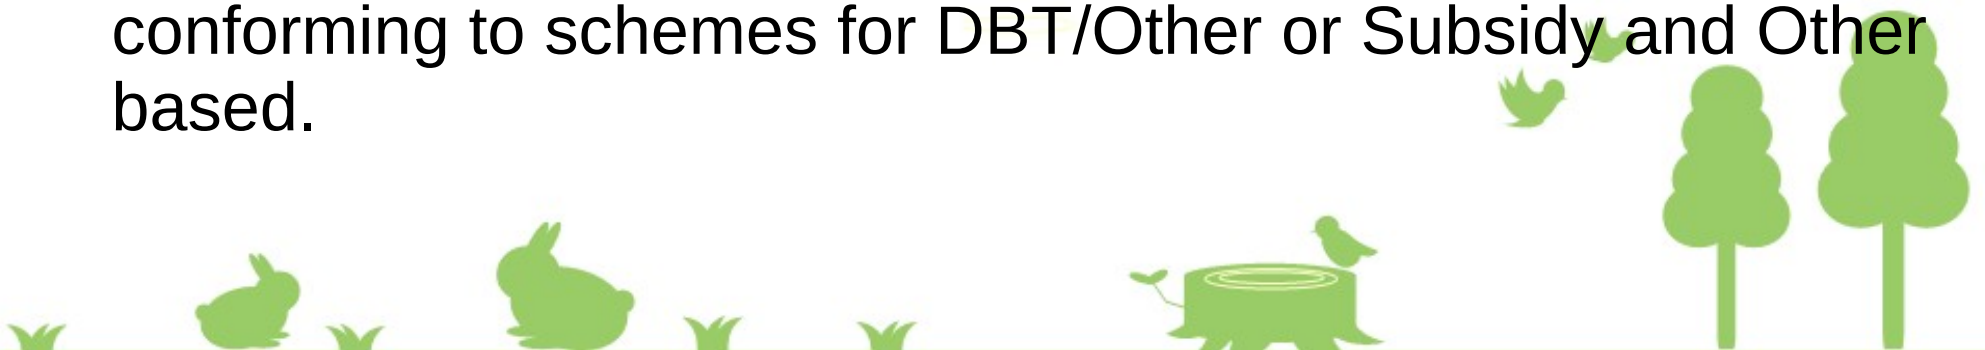 conforming to schemes for DBT/Other or Subsidy and Other
based.